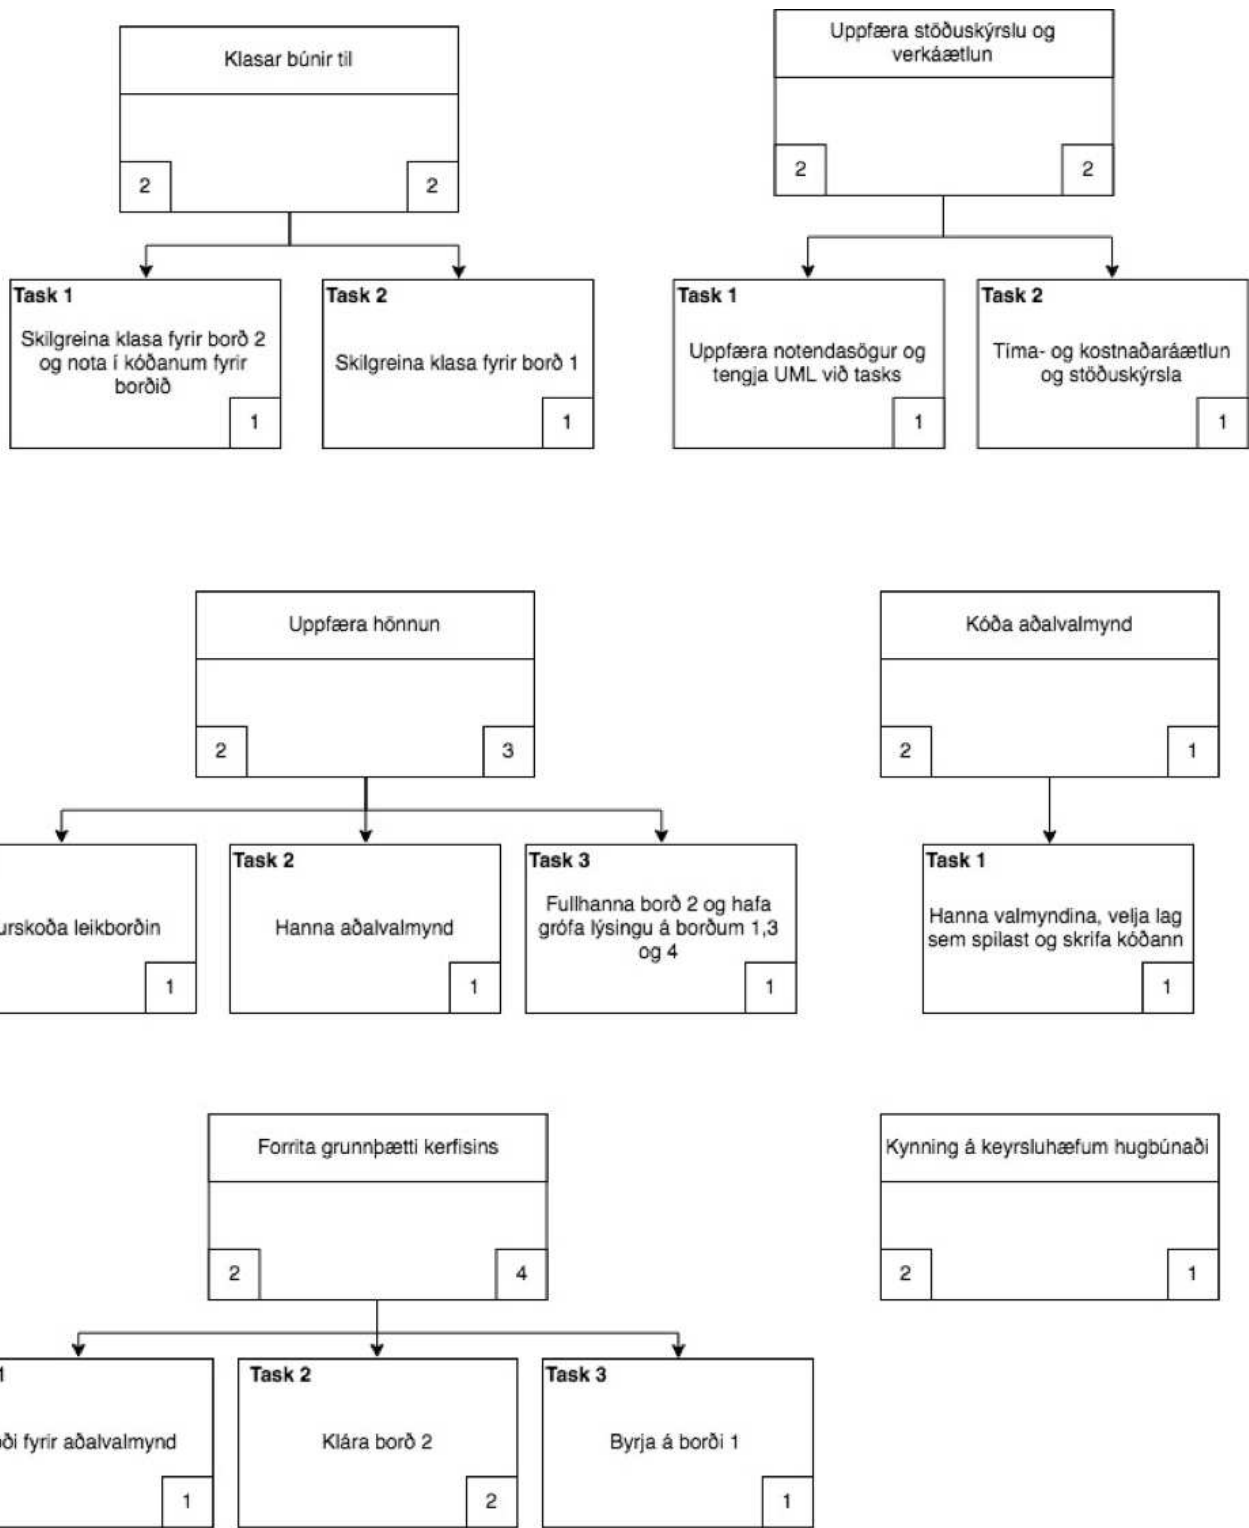 Klasar búnir til
2
2
Task 1
Skilgreina klasa fyrir borð 2
og nota í kóðanum fyrir
borðið
1
Task 2
Skilgreina klasa fyrir borð 1
1
Uppfæra stöðuskýrslu og
verkáætlun
2
2
Task 1
Uppfæra notendasögur og
tengja UML við tasks
1
Task 2
Tíma- og kostnaðaráætlun
og stöðuskýrsla
1
Uppfæra hönnun
2
3
leikborðin
1
Task 2
Hanna aðalvalmynd
1
Task 3
Fullhanna borð 2 og hafa
grófa lýsingu á borðum 1,3
og 4
1
Kóða aðalvalmynd
2
1
Task 1
Hanna valmyndina, velja lag
sem spilast og skrifa kóðann
1
Forrita grunnþætti kerfisins
2
4
1
fyrir aðalvalmynd
1
Task 2
Klára borð 2
2
Task 3
Byrja á borði 1
1
Kynning á keyrsluhæfum hugbúnaði
2
1